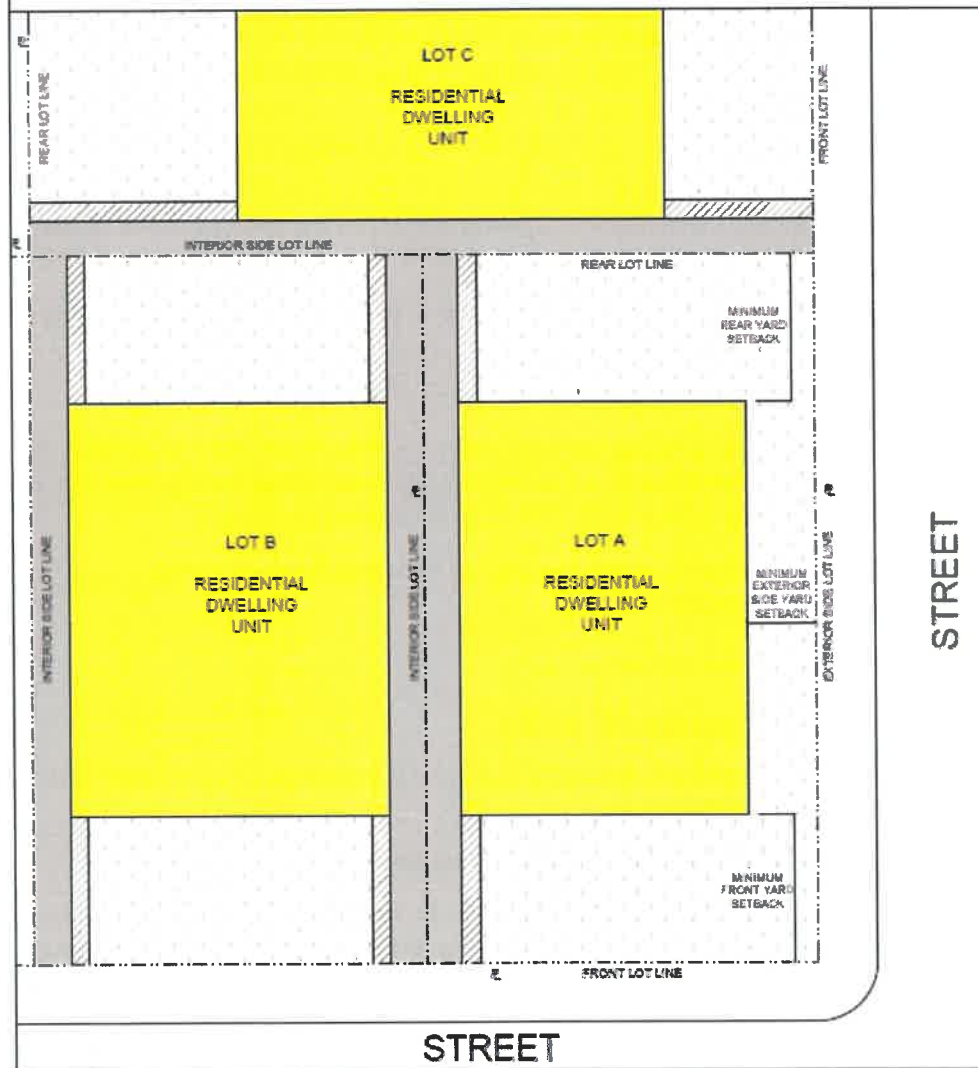 LOT C
RESIDENTIAL
DWELLING
UNIT
REAR LOT LINE
FRONT LOT LINE
INTERIOR SIDE LOT LINE
REAR LOT LINE
MINIMUM
REAR YARD
SETBACK
LOT B
RESIDENTIAL
DWELLING
UNIT
LOT A
RESIDENTIAL
DWELLING
UNIT
INTERIOR SIDE LOT LINE
INTERIOR SIDE LOT LINE
MINIMUM
EXTERIOR
SIDE YARD
SETBACK
EXTERIOR SIDE LOT LINE
STREET
MINIMUM
FRONT YARD
SETBACK
FRONT LOT LINE
STREET